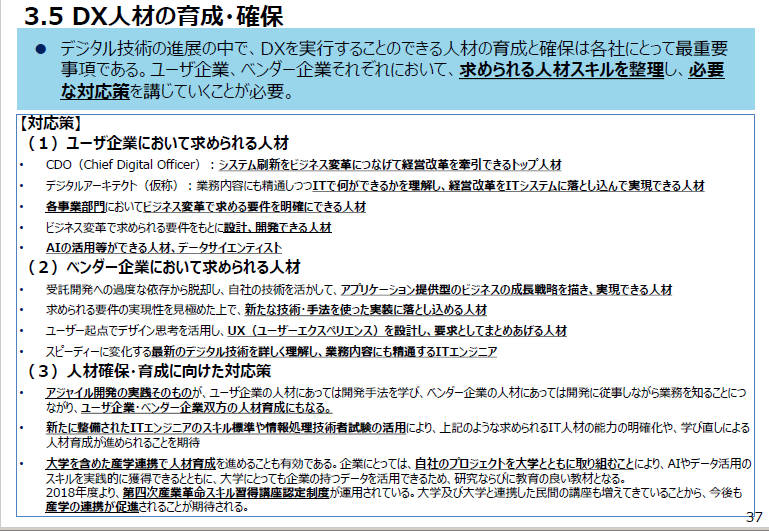 3.5 DX人材の育成・確保
● デジタル技術の進展の中で、DXを実行することのできる人材の育成と確保は各社にとって最重要
事項である。ユーザ企業、ベンダー企業それぞれにおいて、求められる人材スキルを整理し、必要
な対応策を講じていくことが必要。
【対応策】
（１）ユーザ企業において求められる人材
• CDO（Chief Digital Officer）：システム刷新をビジネス変革につなげて経営改革を牽引できるトップ人材
• デジタルアーキテクト（仮称）：業務内容にも精通しつつITで何ができるかを理解し、経営改革をITシステムに落とし込んで実現できる人材
• 各事業部門においてビジネス変革で求める要件を明確にできる人材
• ビジネス変革で求められる要件をもとに設計、開発できる人材
• AIの活用等ができる人材、データサイエンティスト
（２）ベンダー企業において求められる人材
• 受託開発への過度な依存から脱却し、自社の技術を活かして、アプリケーション提供型のビジネスの成長戦略を描き、実現できる人材
• 求められる要件の実現性を見極めた上で、新たな技術・手法を使った実装に落とし込める人材
• ユーザー起点でデザイン思考を活用し、UX（ユーザーエクスペリエンス）を設計し、要求としてまとめあげる人材
• スピーディーに変化する最新のデジタル技術を詳しく理解し、業務内容にも精通するITエンジニア
（３）人材確保・育成に向けた対応策
• アジャイル開発の実践そのものが、ユーザ企業の人材にあっては開発手法を学び、ベンダー企業の人材にあっては開発に従事しながら業務を知ることにつ
ながり、ユーザ企業・ベンダー企業双方の人材育成にもなる。
• 新たに整備されたITエンジニアのスキル標準や情報処理技術者試験の活用により、上記のような求められるIT人材の能力の明確化や、学び直しによる
人材育成が進められることを期待
• 大学を含めた産学連携で人材育成を進めることも有効である。企業にとっては、自社のプロジェクトを大学とともに取り組むことにより、AIやデータ活用の
スキルを実践的に獲得できるとともに、大学にとっても企業の持つデータを活用できるため、研究ならびに教育の良い教材となる。
2018年度より、第四次産業革命スキル習得講座認定制度が運用されている。大学及び大学と連携した民間の講座も増えてきていることから、今後も
産学の連携が促進されることが期待される。
37